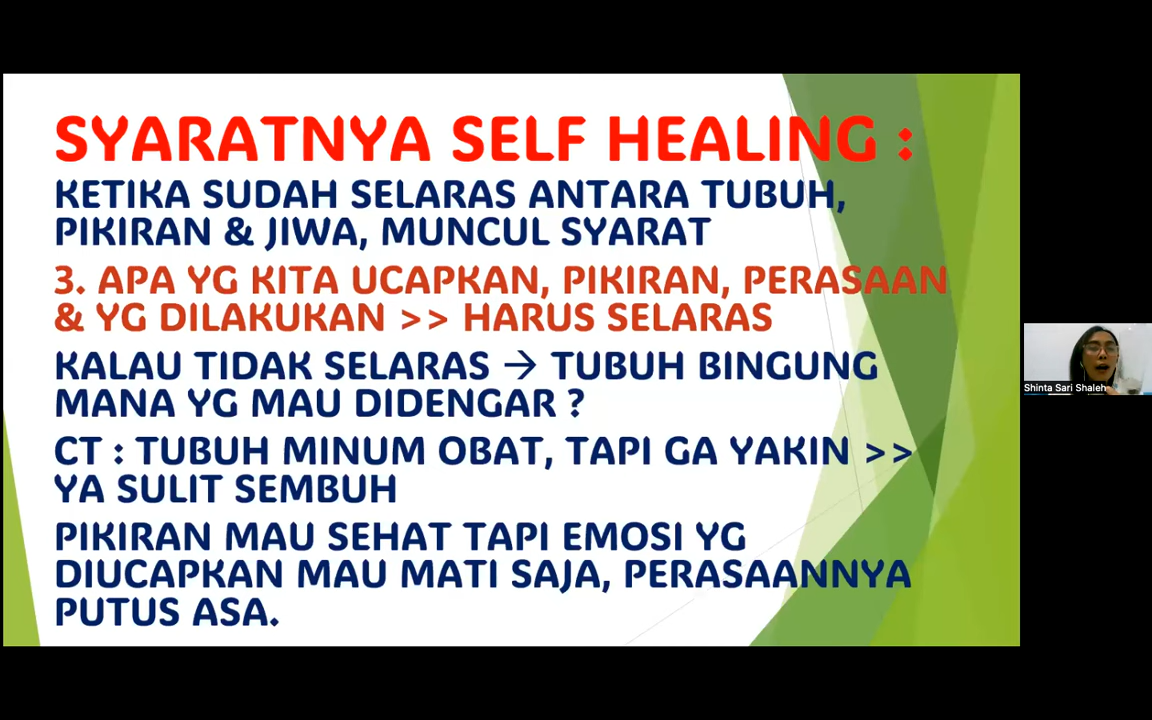 SYARATNYA SELF HEALING :
KETIKA SUDAH SELARAS ANTARA TUBUH,
PIKIRAN & JIWA, MUNCUL SYARAT
3. APA YG KITA UCAPKAN, PIKIRAN, PERASAAN
& YG DILAKUKAN >> HARUS SELARAS
KALAU TIDAK SELARAS → TUBUH BINGUNG
MANA YG MAU DIDENGAR ?
CT : TUBUH MINUM OBAT, TAPI GA YAKIN >>
YA SULIT SEMBUH
PIKIRAN MAU SEHAT TAPI EMOSI YG
DIUCAPKAN MAU MATI SAJA, PERASAANNYA
PUTUS ASA.
Shinta Sari Shaleh